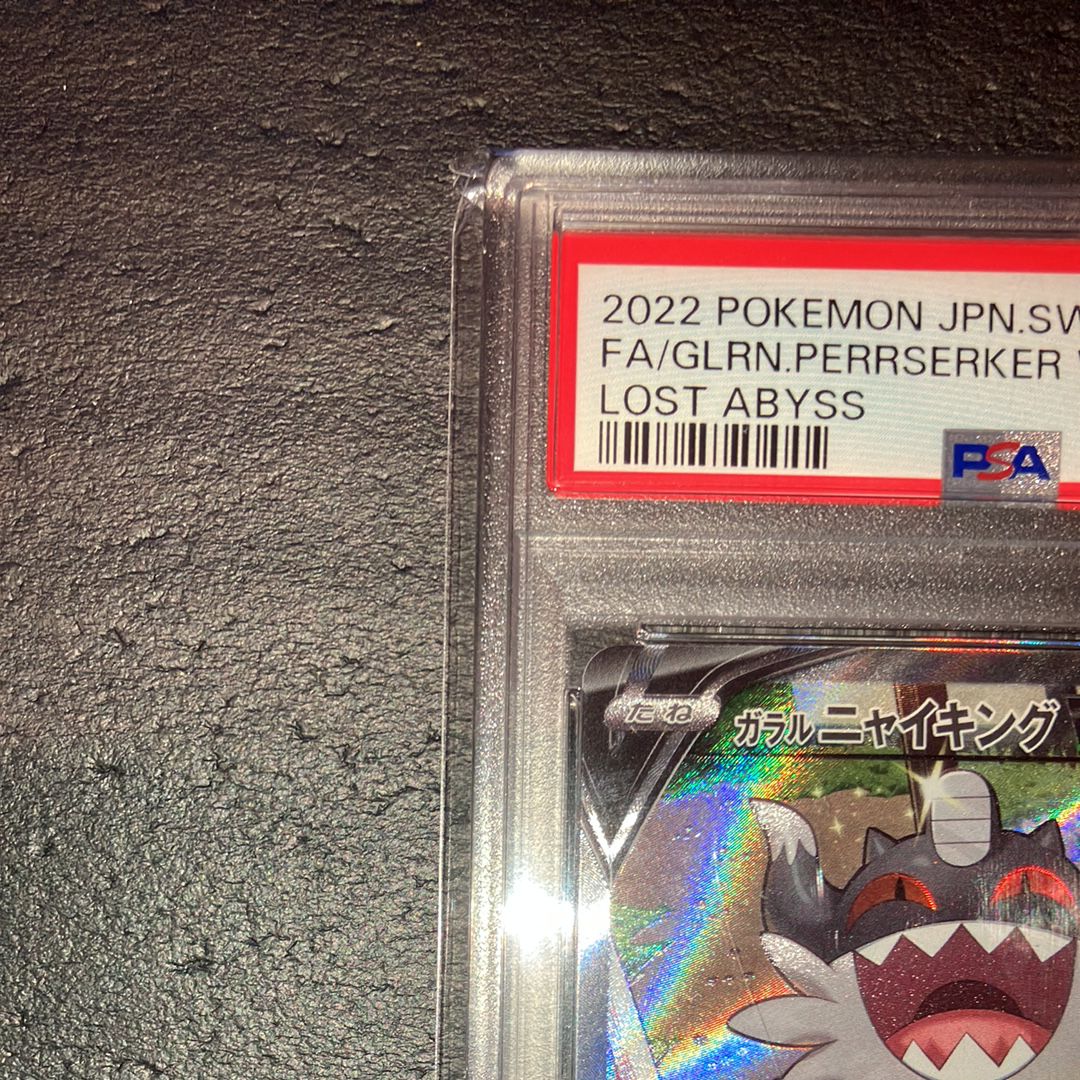 2022 POKEMON JPN.SW
FA/GLRN.PERRSERKER
LOST ABYSS
PSA
たね
ガラル ニャイキング